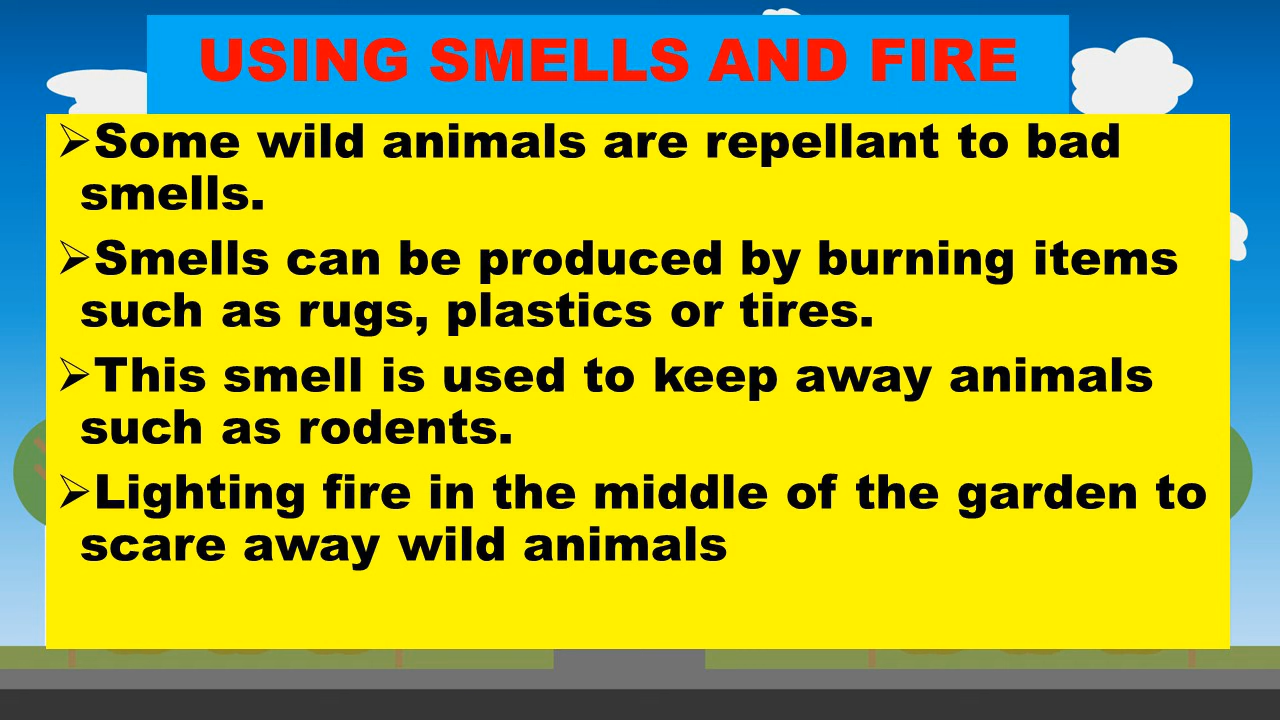 USING SMELLS AND FIRE
➢Some wild animals are repellant to bad
smells.
➢Smells can be produced by burning items
such as rugs, plastics or tires.
➢This smell is used to keep away animals
such as rodents.
➢Lighting fire in the middle of the garden to
scare away wild animals